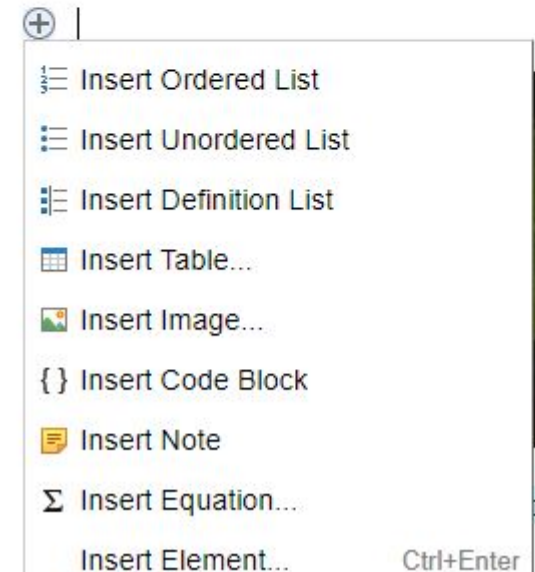 Insert Ordered List
Insert Unordered List
Insert Definition List
Insert Table...
Insert Image...
{ } Insert Code Block
Insert Note
Σ Insert Equation...
Insert Element... Ctrl+Enter